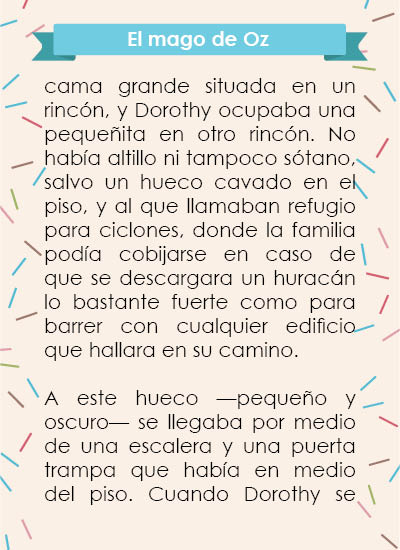 El mago de Oz
cama grande situada en un
rincón, y Dorothy ocupaba una
pequeñita en otro rincón. No
había altillo ni tampoco sótano,
salvo un hueco cavado en el
piso, y al que llamaban refugio
para ciclones, donde la familia
podía cobijarse en caso de
que se descargara un huracán
lo bastante fuerte como para
barrer con cualquier edificio
que hallara en su camino.
A este hueco —pequeño y
oscuro— se llegaba por medio
de una escalera y una puerta
trampa que había en medio
del piso. Cuando Dorothy se